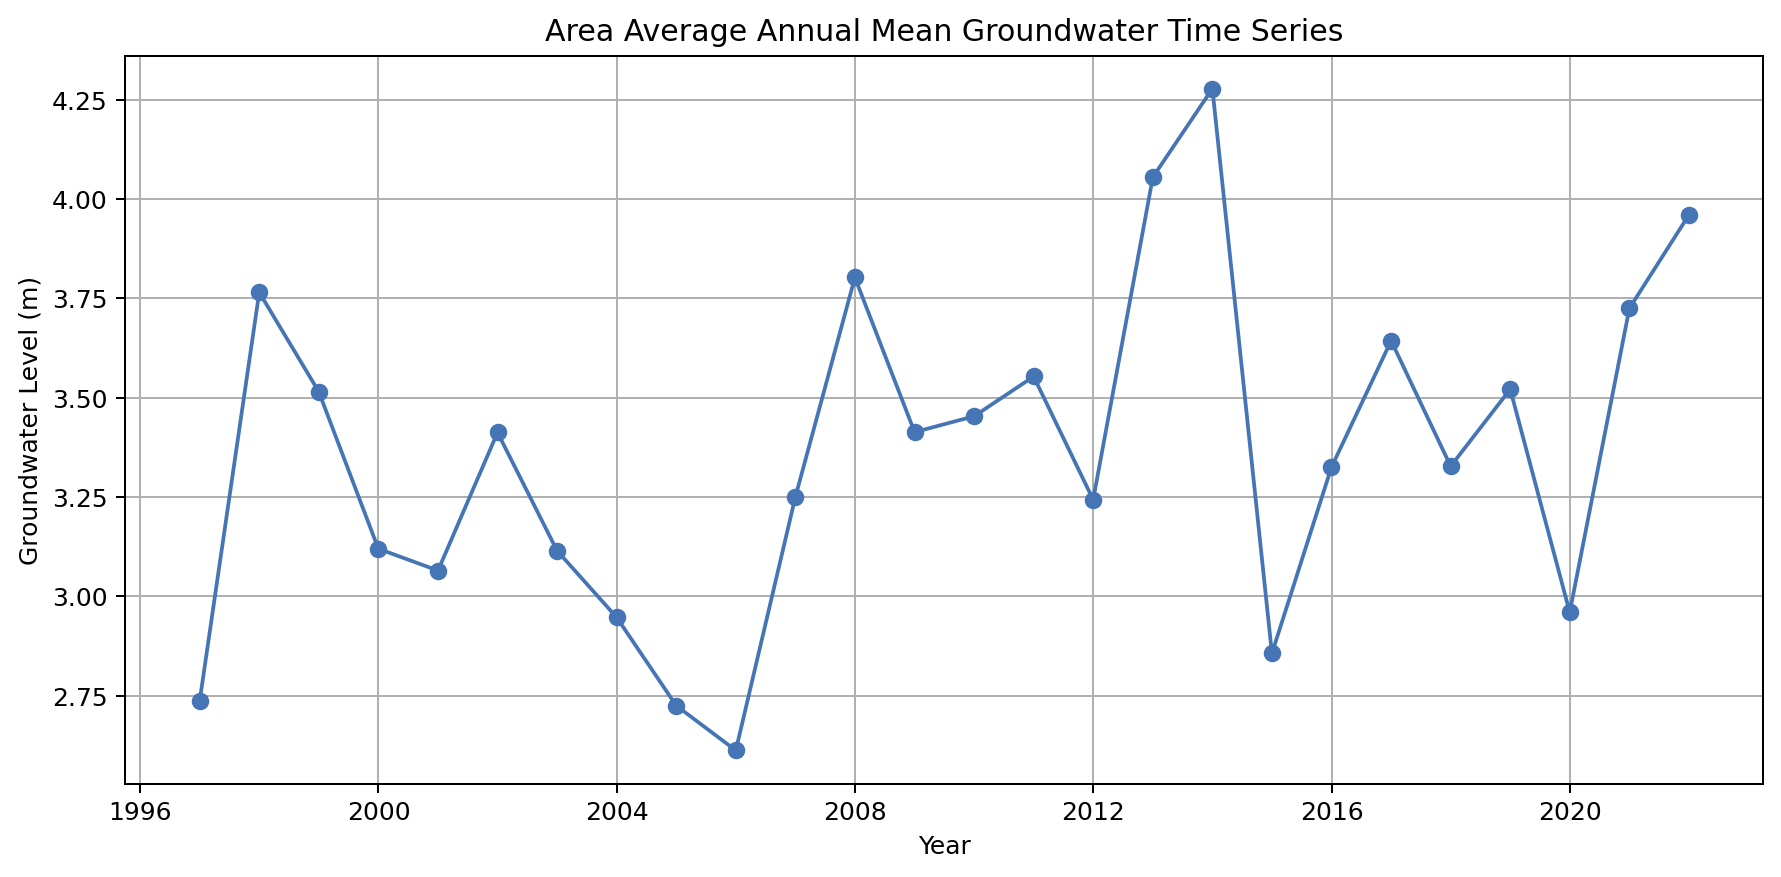 Area Average Annual Mean Groundwater Time Series
Groundwater Level (m)
4.25
4.00
3.75
3.50
3.25
3.00
2.75
1996 2000 2004 2008 2012 2016 2020
Year